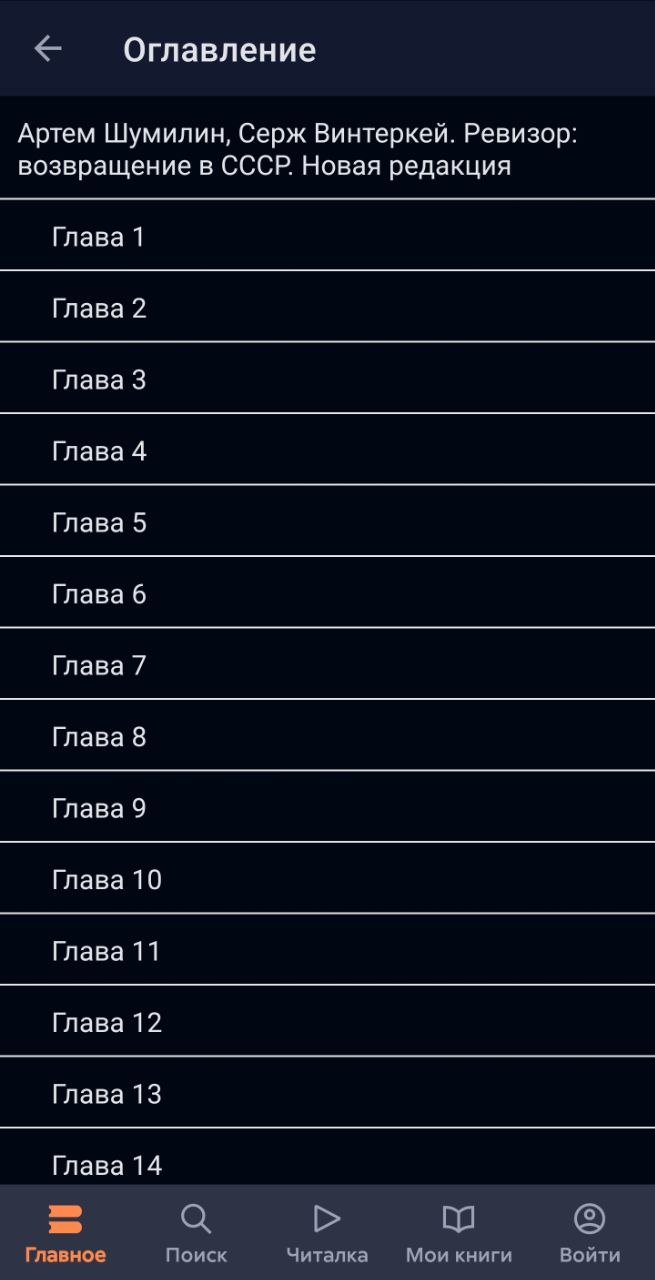 Оглавление
Артем Шумилин, Серж Винтеркей. Ревизор:
возвращение в СССР. Новая редакция
Глава 1
Глава 2
Глава 3
Глава 4
Глава 5
Глава 6
Глава 7
Глава 8
Глава 9
Глава 10
Глава 11
Глава 12
Глава 13
Глава 14
Главное Поиск Читалка Мои книги Войти